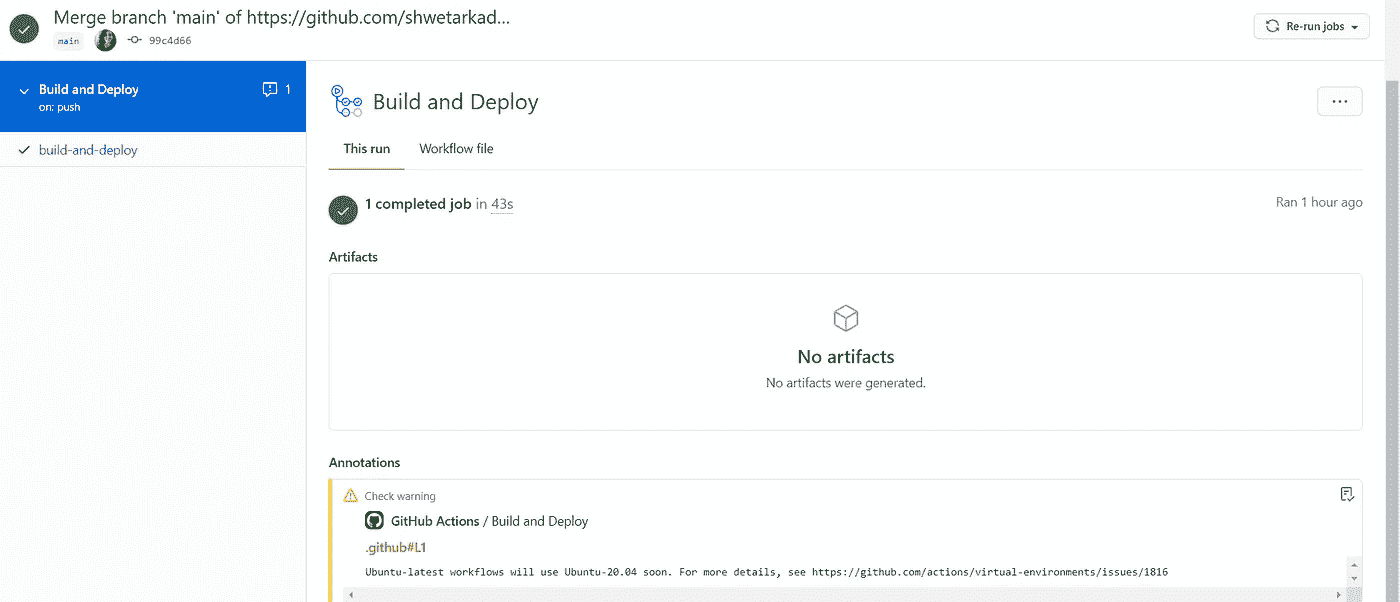 Merge branch 'main' of https://github.com/shwetarkad...
main 99c4d66
Re-run jobs
Build and Deploy 1
on: push
build-and-deploy
Build and Deploy
...
This run Workflow file
1 completed job in 43s
Ran 1 hour ago
Artifacts
No artifacts
No artifacts were generated.
Annotations
Check warning
GitHub Actions / Build and Deploy
.github#L1
Ubuntu-latest workflows will use Ubuntu-20.04 soon. For more details, see https://github.com/actions/virtual-environments/issues/1816